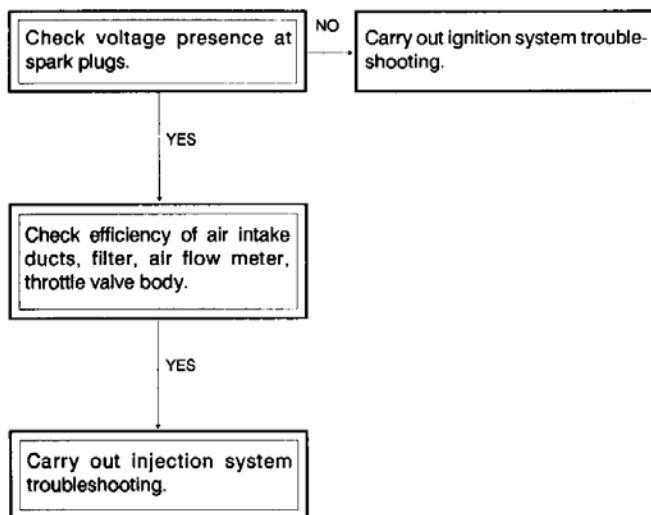 Check voltage presence at
spark plugs.
NO
Carry out ignition system trouble-
shooting.
YES
Check efficiency of air intake
ducts, filter, air flow meter,
throttle valve body.
YES
Carry out injection system
troubleshooting.